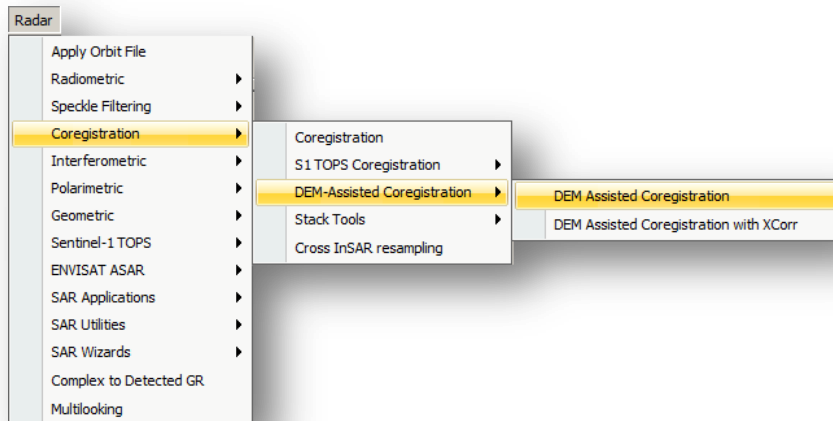 Radar
Apply Orbit File
Radiometric
Speckle Filtering
Coregistration
Interferometric
Polarimetric
Geometric
Sentinel-1 TOPS
ENVISAT ASAR
SAR Applications
SAR Utilities
SAR Wizards
Complex to Detected GR
Multilooking
Coregistration
S1 TOPS Coregistration
DEM-Assisted Coregistration
Stack Tools
Cross InSAR resampling
DEM Assisted Coregistration
DEM Assisted Coregistration with XCorr